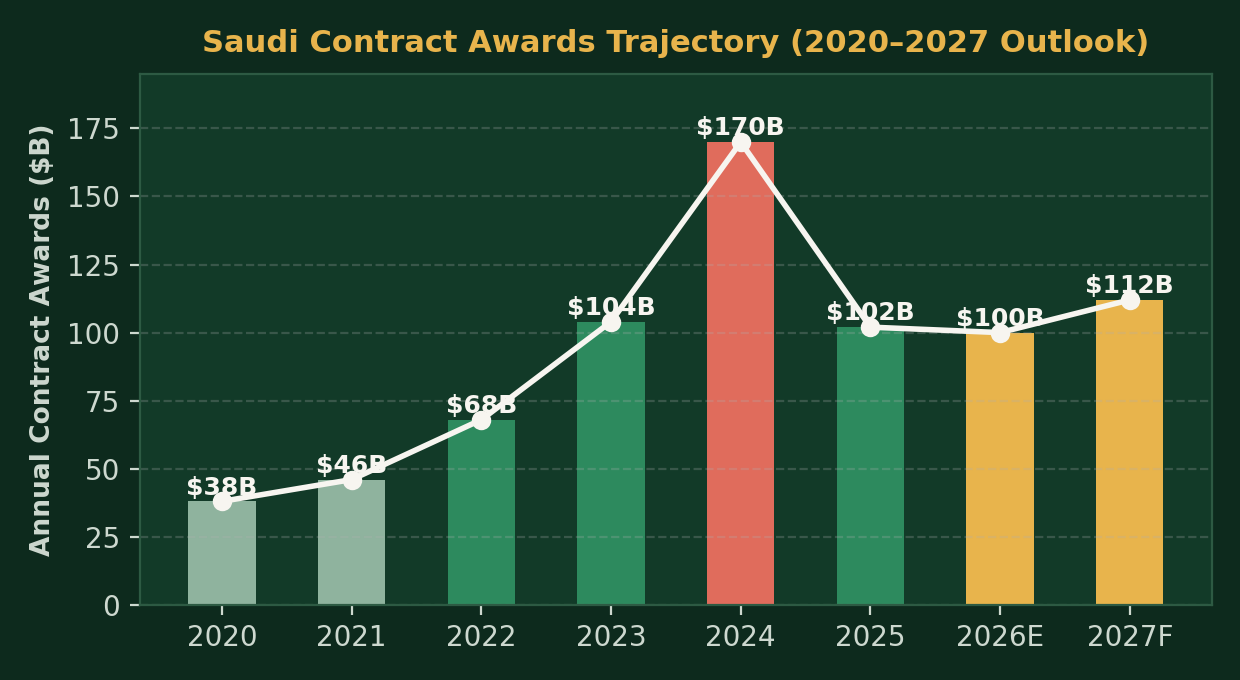 Saudi Contract Awards Trajectory (2020–2027 Outlook)
Annual Contract Awards ($B)
175
150
125
100
75
50
25
0
$38B
$46B
$68B
$104B
$170B
$102B
$100B
$112B
2020
2021
2022
2023
2024
2025
2026E
2027F